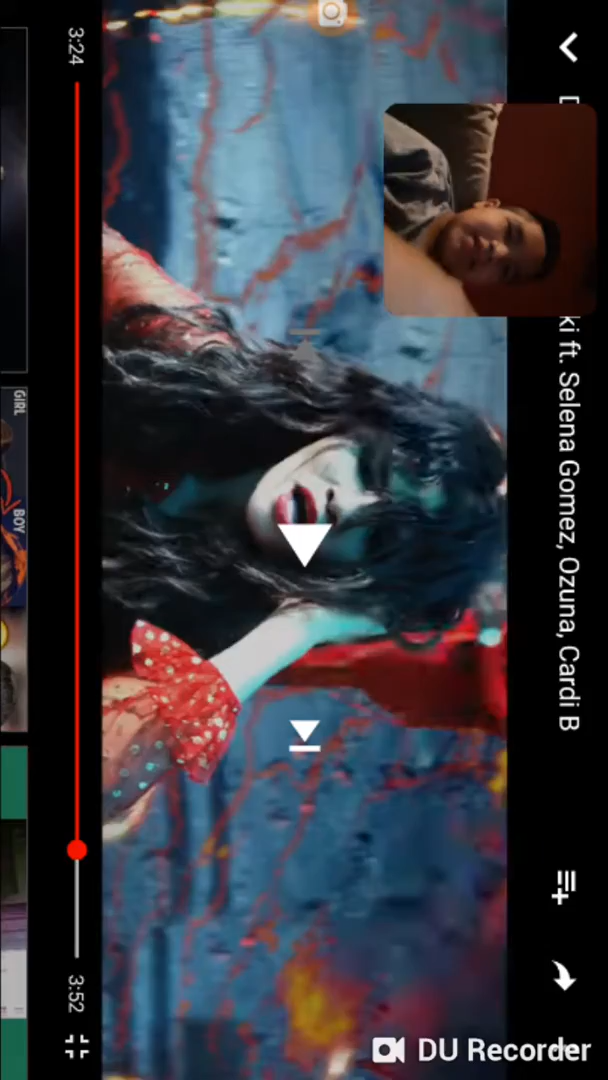 ki ft. Selena Gomez, Ozuna, Cardi B
3:24
3:52
GIRL
BOY
DU Recorder